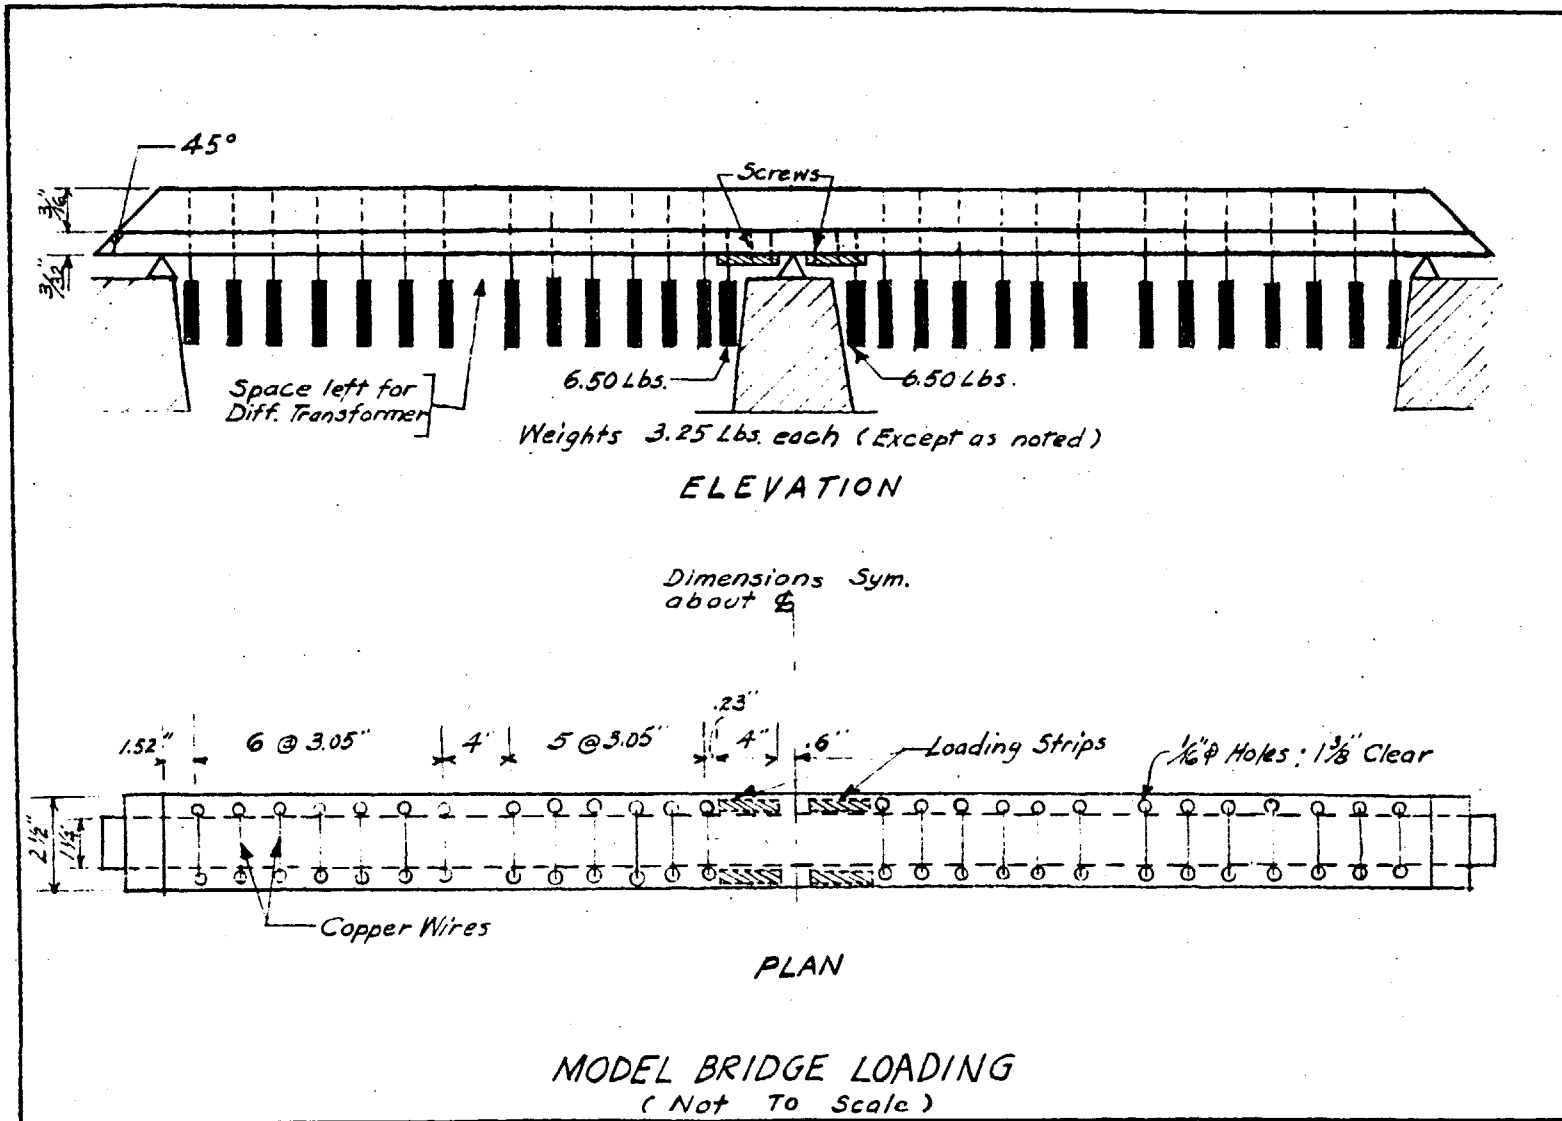 45°
Screws
3/16"
3/32"
Space left for
Diff. Transformer
6.50 Lbs.
6.50 Lbs.
Weights 3.25 Lbs. each (Except as noted)
ELEVATION
Dimensions Sym.
about ℄
.23"
1.52"
6 @ 3.05"
4"
5 @ 3.05"
4"
.6"
Loading Strips
1/16"φ Holes; 1 3/8" Clear
2 1/2"
Copper Wires
PLAN
MODEL BRIDGE LOADING
(Not To Scale)